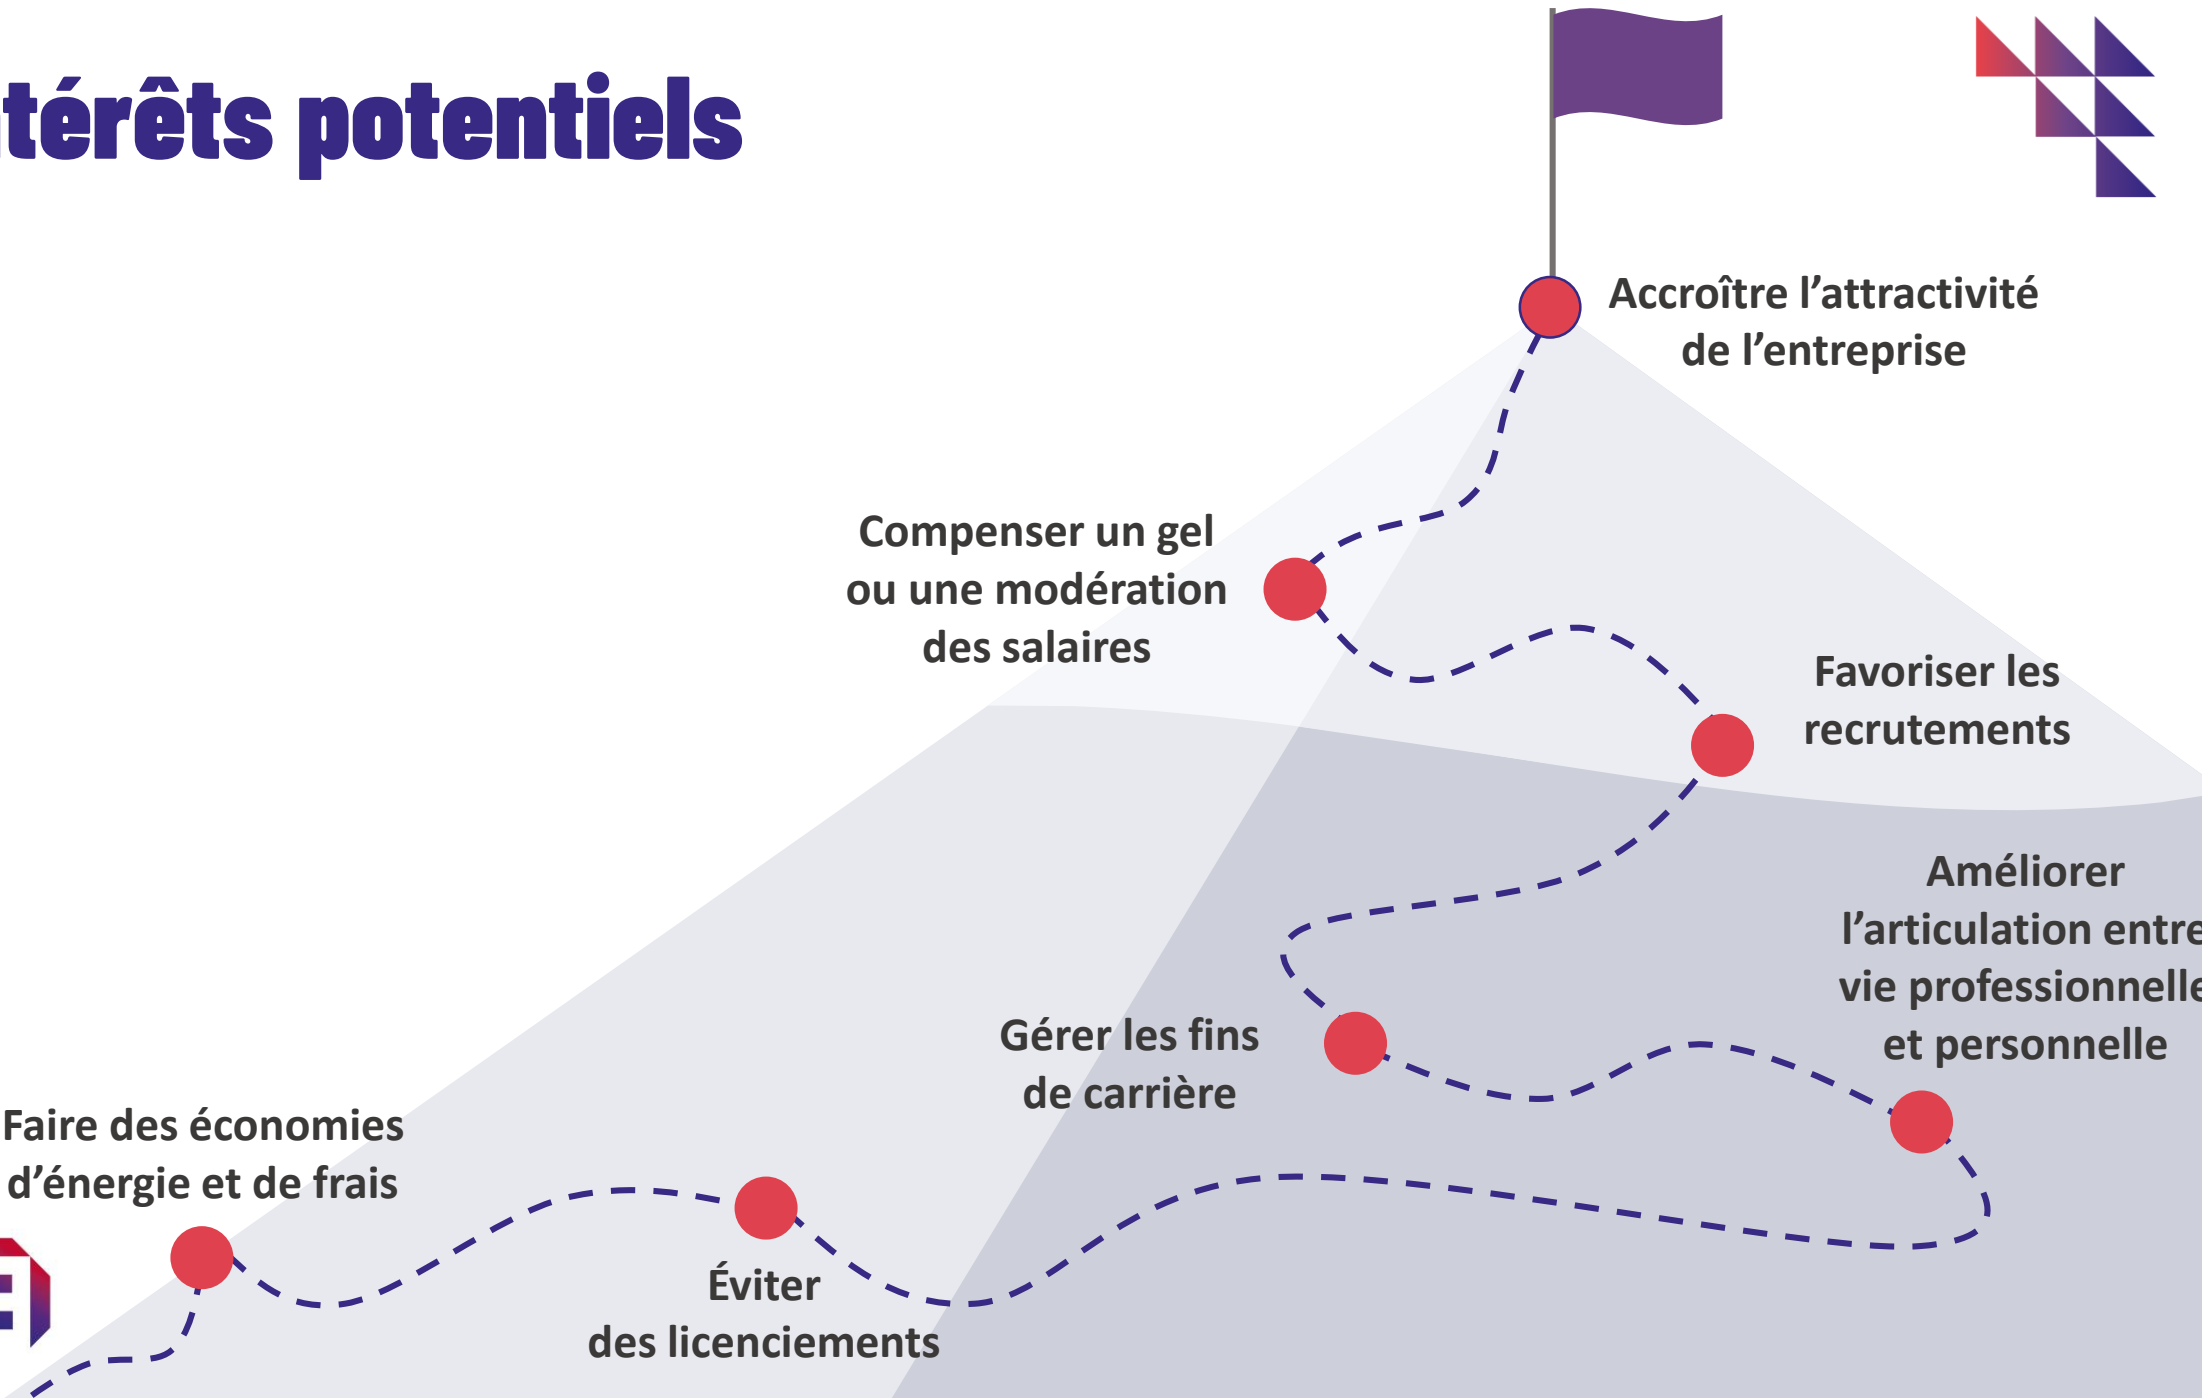 térêts potentiels
Accroître l’attractivité
de l’entreprise
Compenser un gel
ou une modération
des salaires
Favoriser les
recrutements
Améliorer
l’articulation entre
vie professionnelle
et personnelle
Gérer les fins
de carrière
Faire des économies
d’énergie et de frais
Éviter
des licenciements